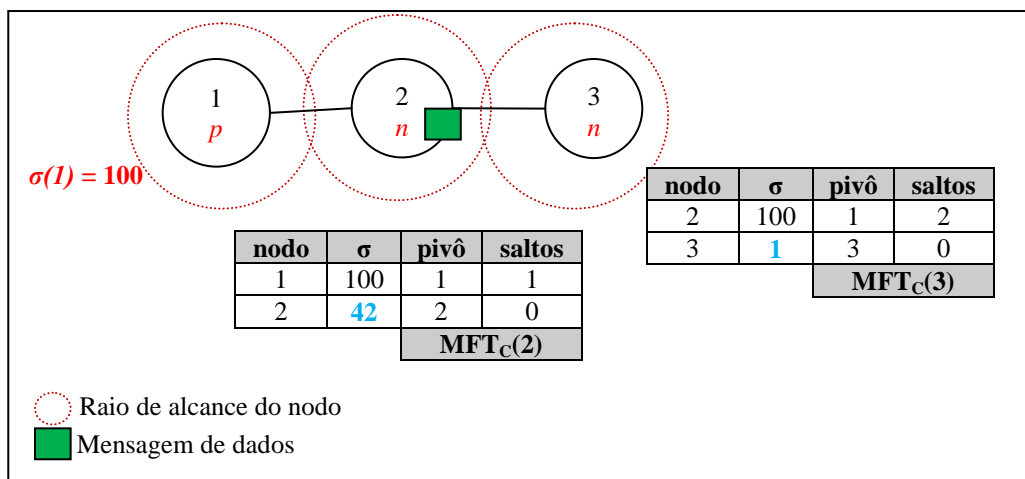 1
p
2
n
3
n
σ(1) = 100
nodo σ pivô saltos
2 100 1 2
3 1 3 0
MFTC(3)
nodo σ pivô saltos
1 100 1 1
2 42 2 0
MFTC(2)
Raio de alcance do nodo
Mensagem de dados